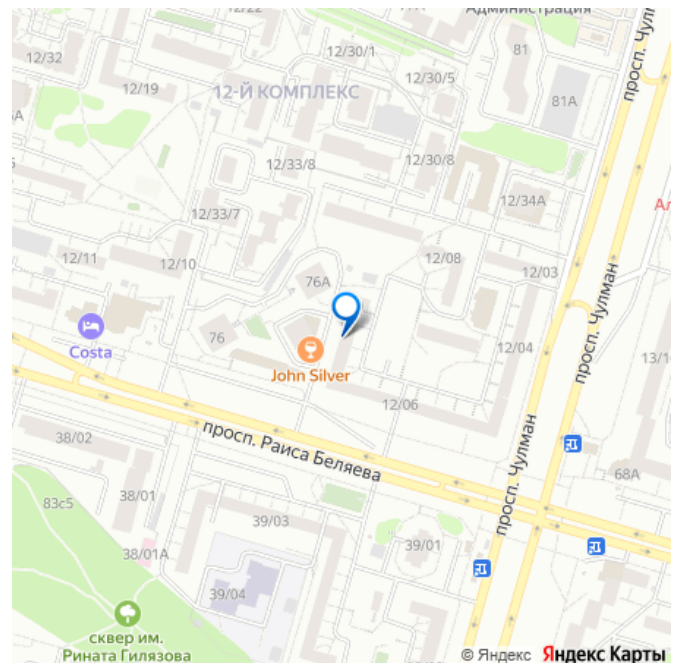 12/22
Администрация
12/32
12/30/1
81
просп. Чулман
12/19
12/30/5
12-Й КОМПЛЕКС
81А
12/33/8
12/30/8
12/34А
12/33/7
12/11
12/10
12/08
12/03
76А
просп. Чулман
76
Costa
John Silver
12/04
12/06
38/02
просп. Раиса Беляева
просп. Чулман
68А
83с5
38/01
39/03
39/01
38/01А
39/04
сквер им.
Рината Гилязова
© Яндекс Яндекс Карты